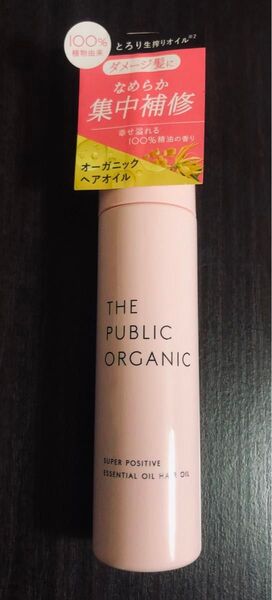 100%
植物由来
とろり生搾りオイル※2
ダメージ髪に
なめらか
集中補修
幸せ溢れる
100%精油の香り
オーガニック
ヘアオイル
THE
PUBLIC
ORGANIC
SUPER POSITIVE
ESSENTIAL OIL HAIR OIL